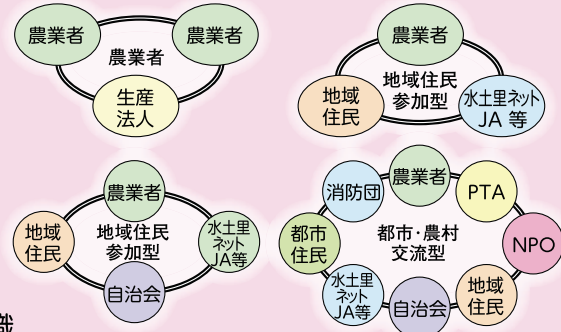 農業者
農業者
農業者
生産
法人
農業者
地域住民
参加型
地域
住民
水土里ネット
JA 等
農業者
地域
住民
地域住民
参加型
水土里
ネット
JA等
自治会
消防団
農業者
PTA
都市
住民
都市・農村
交流型
NPO
水土里
ネット
JA等
自治会
地域
住民
織